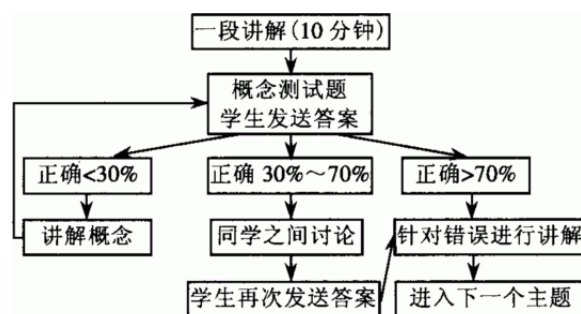 一段讲解(10分钟)
概念测试题
学生发送答案
正确<30%
正确 30%～70%
正确>70%
讲解概念
同学之间讨论
针对错误进行讲解
学生再次发送答案
进入下一个主题